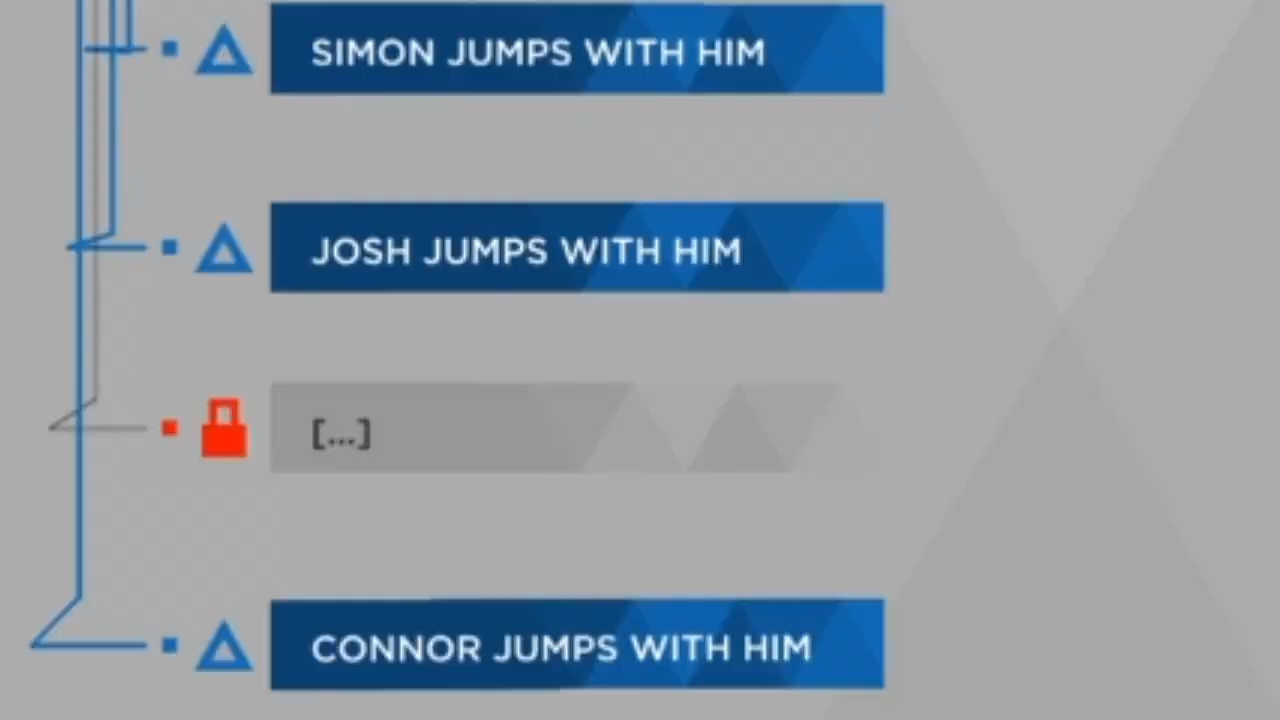 SIMON JUMPS WITH HIM
JOSH JUMPS WITH HIM
[...]
CONNOR JUMPS WITH HIM